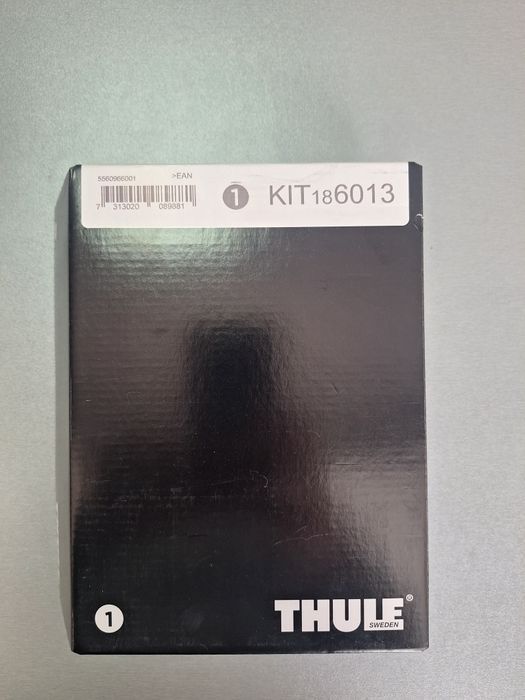 5560966001 >EAN
7 313020 089881
1 KIT186013
1
THULE®
SWEDEN